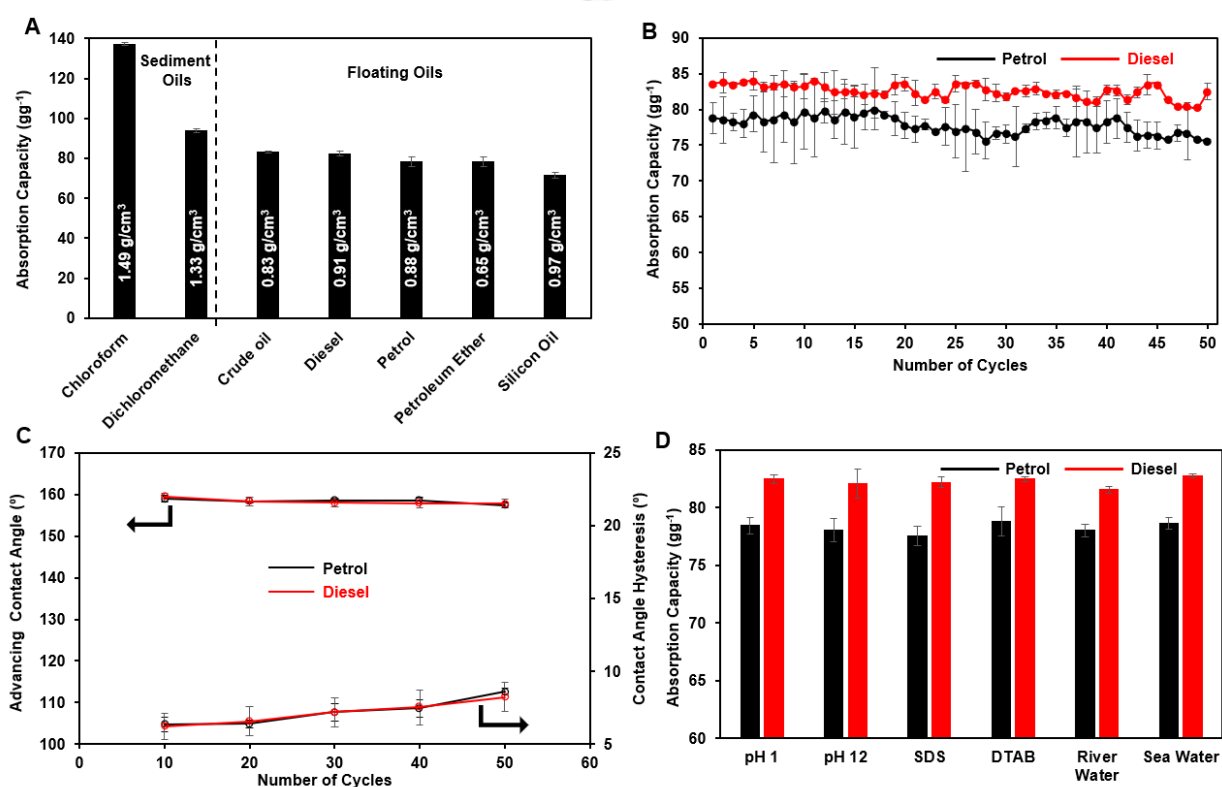 A
Absorption Capacity (gg⁻¹)
140
120
100
80
60
40
20
0
Sediment
Oils
Floating Oils
1.49 g/cm³
1.33 g/cm³
0.83 g/cm³
0.91 g/cm³
0.88 g/cm³
0.65 g/cm³
0.97 g/cm³
Chloroform
Dichloromethane
Crude oil
Diesel
Petrol
Petroleum Ether
Silicon Oil
B
Absorption Capacity (gg⁻¹)
90
85
80
75
70
65
60
55
50
Petrol
Diesel
0 5 10 15 20 25 30 35 40 45 50
Number of Cycles
C
Advancing Contact Angle (º)
170
160
150
140
130
120
110
100
Petrol
Diesel
25
20
15
10
5
Contact Angle Hysteresis (º)
0 10 20 30 40 50 60
Number of Cycles
D
Absorption Capacity (gg⁻¹)
85
80
75
70
65
60
Petrol
Diesel
pH 1
pH 12
SDS
DTAB
River
Water
Sea Water